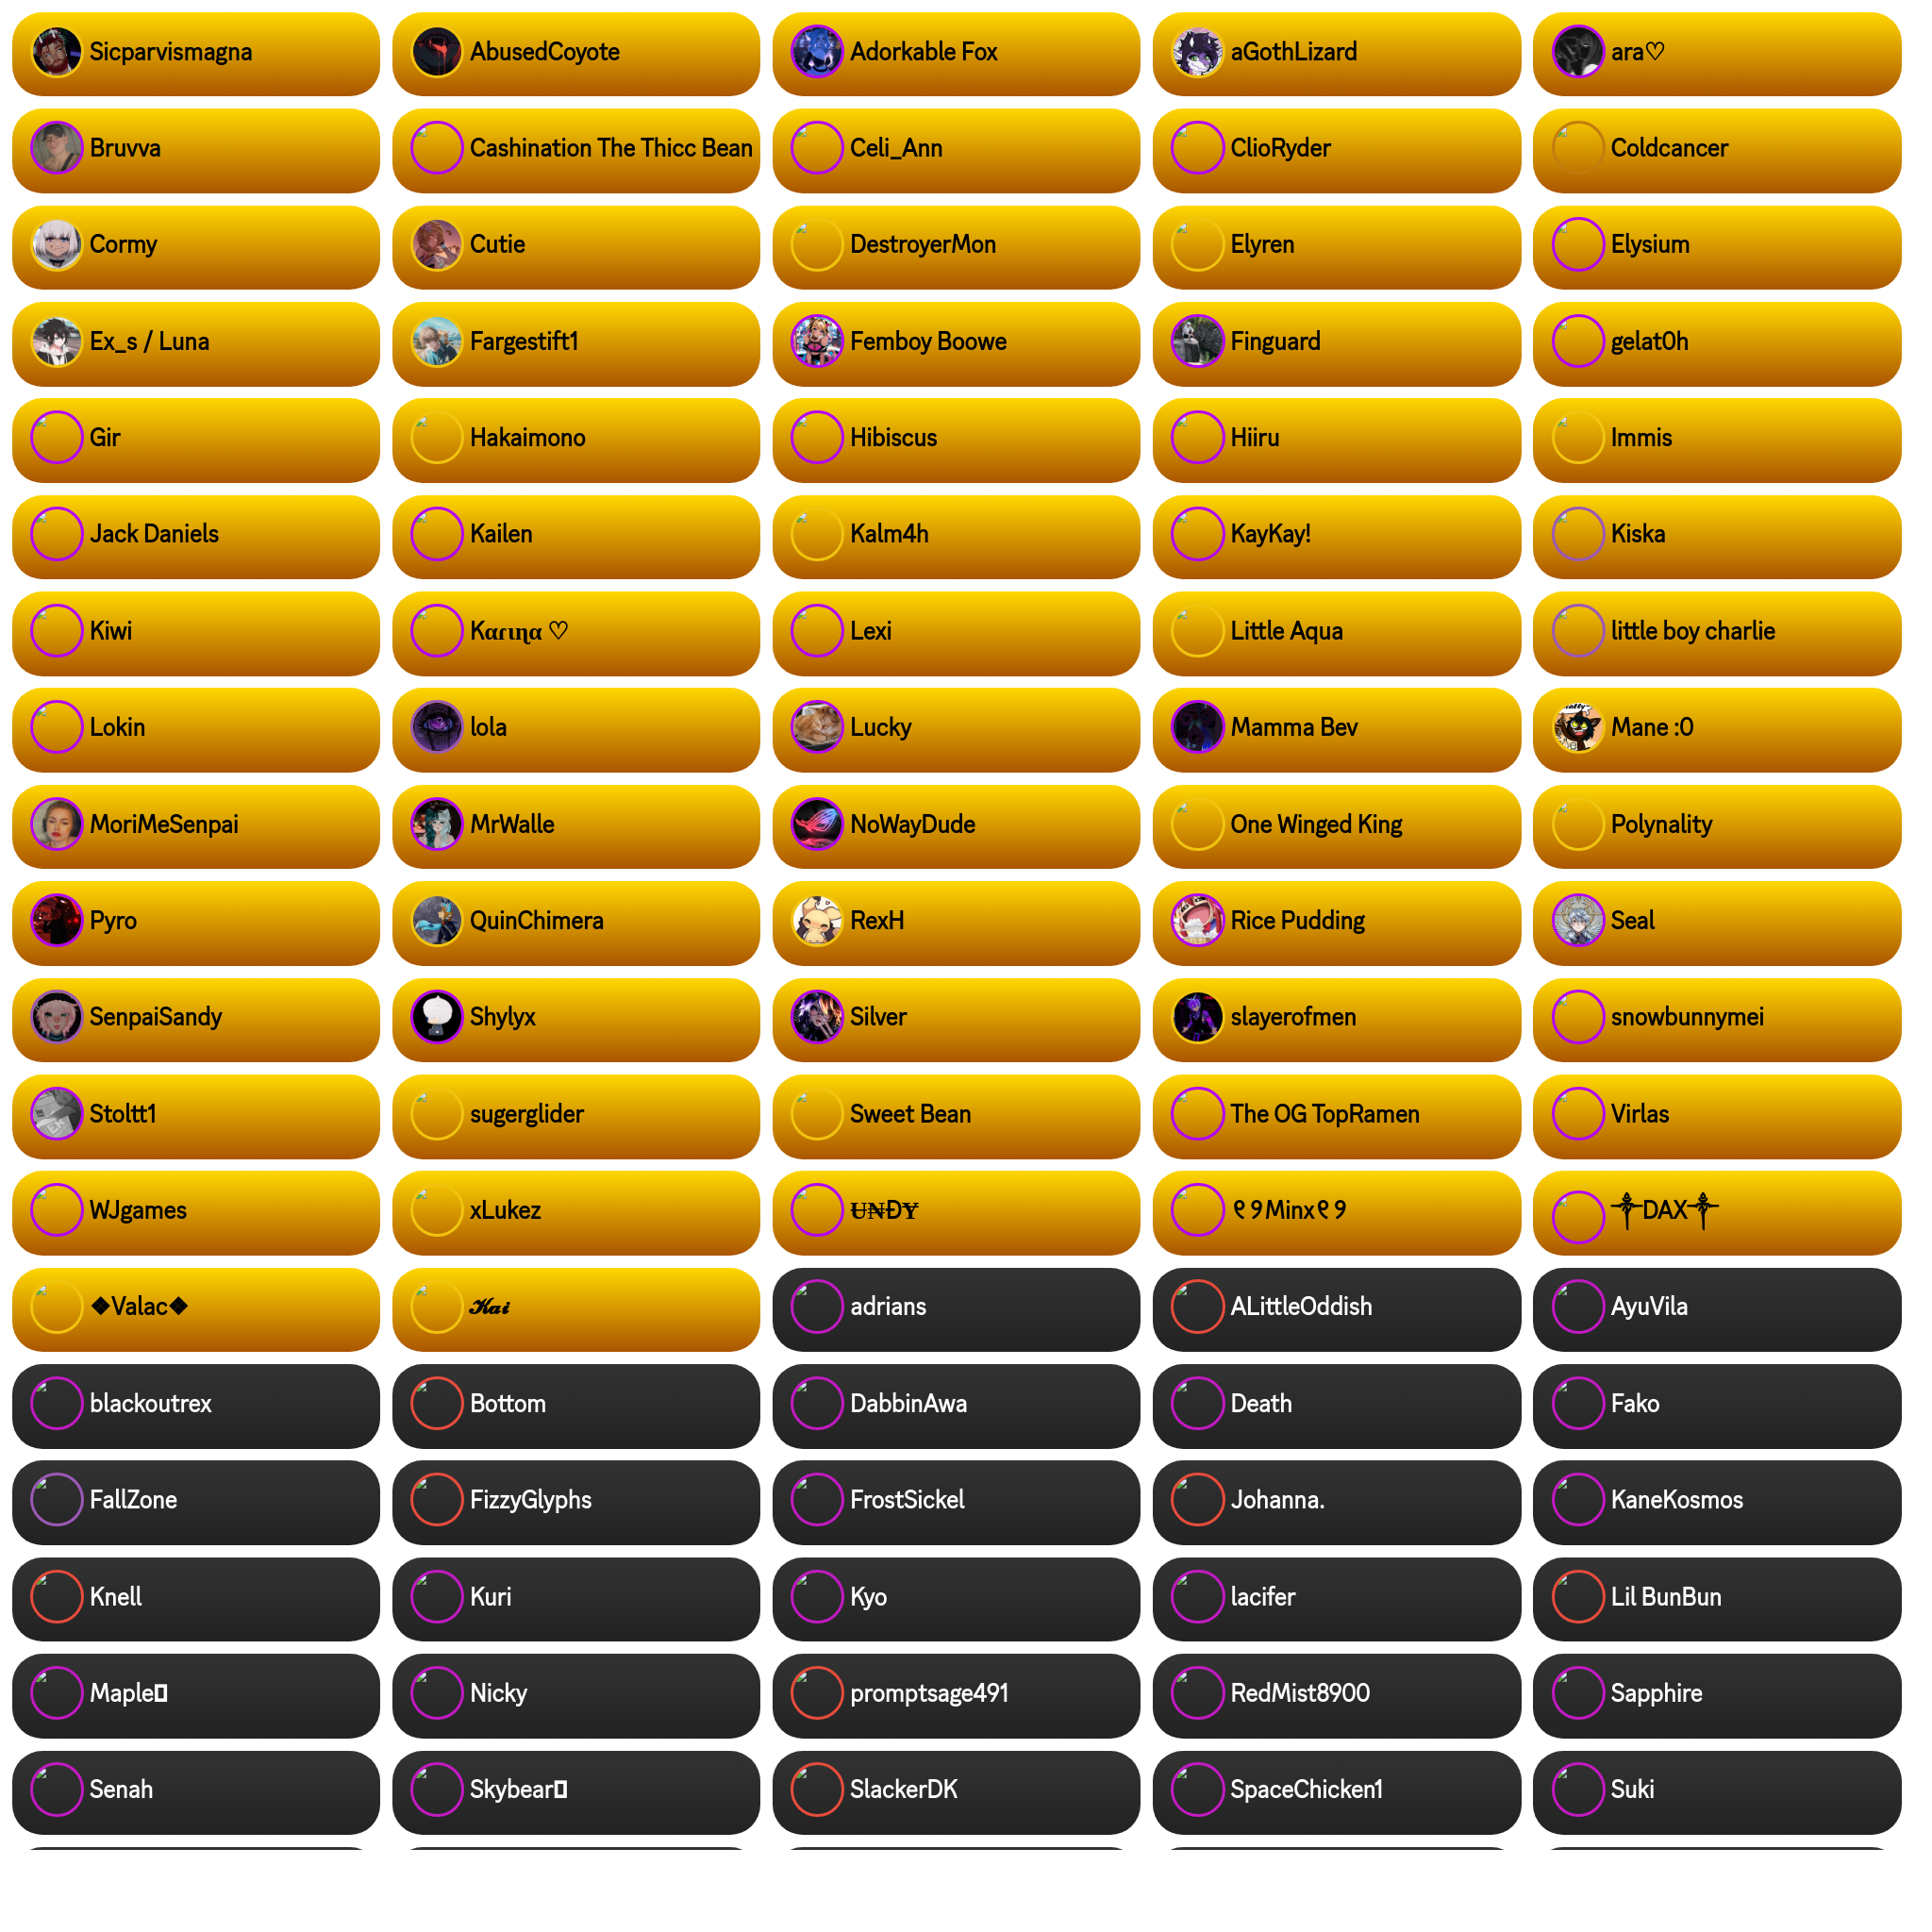 Sicparvismagna
AbusedCoyote
Adorkable Fox
aGothLizard
ara♡
Bruvva
Cashination The Thicc Bean
Celi_Ann
ClioRyder
Coldcancer
Cormy
Cutie
DestroyerMon
Elyren
Elysium
Ex_s / Luna
Fargestift1
Femboy Boowe
Finguard
gelat0h
Gir
Hakaimono
Hibiscus
Hiiru
Immis
Jack Daniels
Kailen
Kalm4h
KayKay!
Kiska
Kiwi
Kαɾιɳα ♡
Lexi
Little Aqua
little boy charlie
Lokin
lola
Lucky
Mamma Bev
Mane :0
MoriMeSenpai
MrWalle
NoWayDude
One Winged King
Polynality
Pyro
QuinChimera
RexH
Rice Pudding
Seal
SenpaiSandy
Shylyx
Silver
slayerofmen
snowbunnymei
Stoltt1
sugerglider
Sweet Bean
The OG TopRamen
Virlas
WJgames
xLukez
U̶₦ĐɎ
୧୨Minx୧୨
⚜DAX⚜
❖Valac❖
𝓚𝓪𝓲
adrians
ALittleOddish
AyuVila
blackoutrex
Bottom
DabbinAwa
Death
Fako
FallZone
FizzyGlyphs
FrostSickel
Johanna.
KaneKosmos
Knell
Kuri
Kyo
lacifer
Lil BunBun
Maple
Nicky
promptsage491
RedMist8900
Sapphire
Senah
Skybear
SlackerDK
SpaceChicken1
Suki